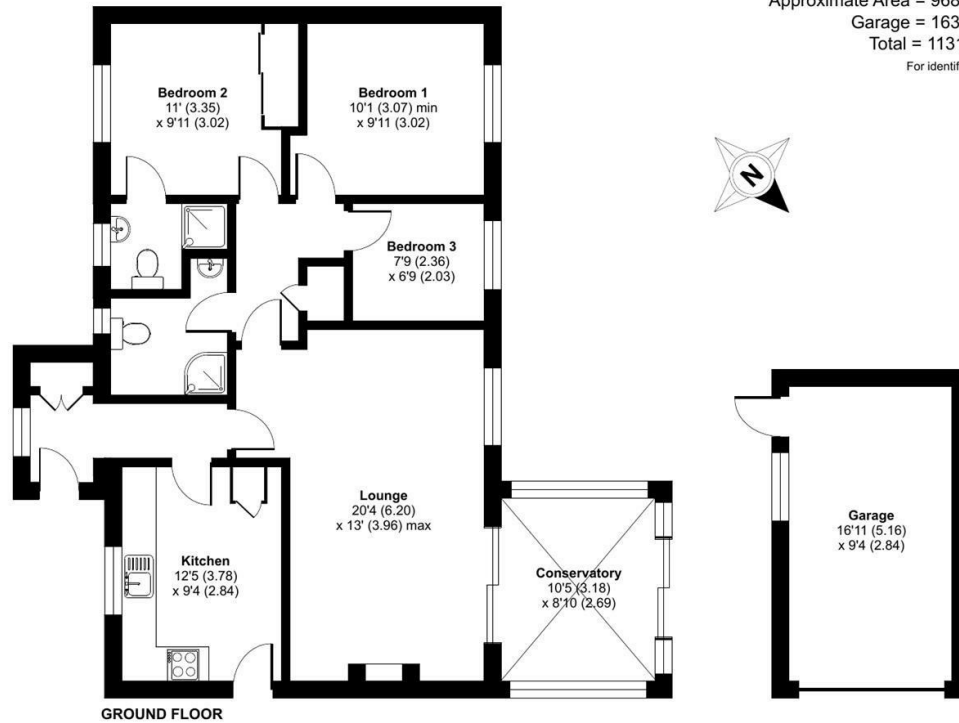 Approximate Area = 968
Garage = 163
Total = 1131
For identif
Bedroom 2
11' (3.35)
x 9'11 (3.02)
Bedroom 1
10'1 (3.07) min
x 9'11 (3.02)
N
Bedroom 3
7'9 (2.36)
x 6'9 (2.03)
Lounge
20'4 (6.20)
x 13' (3.96) max
Garage
16'11 (5.16)
x 9'4 (2.84)
Kitchen
12'5 (3.78)
x 9'4 (2.84)
Conservatory
10'5 (3.18)
x 8'10 (2.69)
GROUND FLOOR